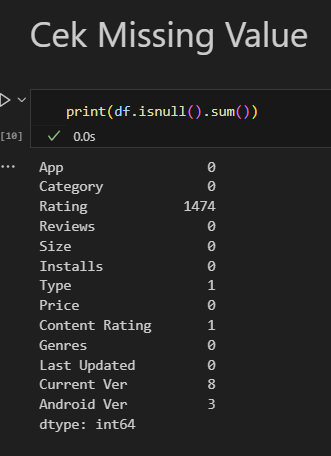 Cek Missing Value
print(df.isnull().sum())
[10]
0.0s
...
App 0
Category 0
Rating 1474
Reviews 0
Size 0
Installs 0
Type 1
Price 0
Content Rating 1
Genres 0
Last Updated 0
Current Ver 8
Android Ver 3
dtype: int64